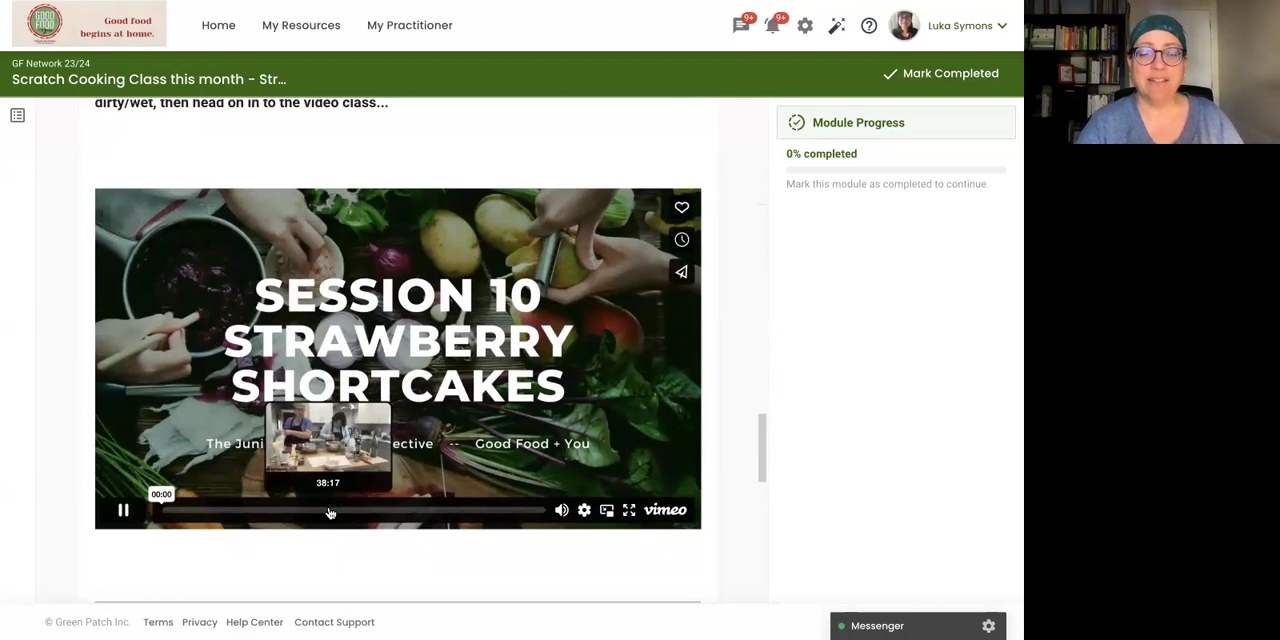 GOOD
FOOD
Good food
begins at home.
Home
My Resources
My Practitioner
9+
9+
Luka Symons
GF Network 23/24
Scratch Cooking Class this month - Str...
Mark Completed
dirty/wet, then head on in to the video class...
Module Progress
0% completed
Mark this module as completed to continue.
SESSION 10
STRAWBERRY
SHORTCAKES
The Juni
ective -- Good Food + You
38:17
00:00
vimeo
© Green Patch Inc.
Terms
Privacy
Help Center
Contact Support
Messenger